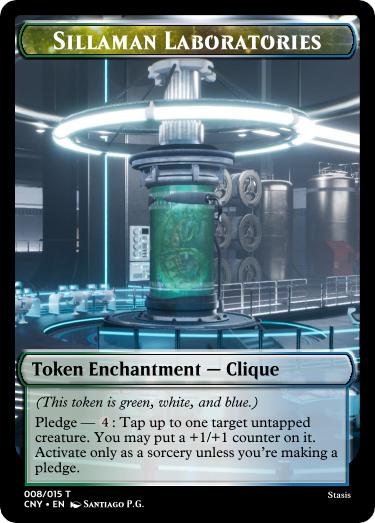 Sillaman Laboratories
Token Enchantment — Clique
(This token is green, white, and blue.)
Pledge — 4 : Tap up to one target untapped
creature. You may put a +1/+1 counter on it.
Activate only as a sorcery unless you're making a
pledge.
008/015 T
CNY • EN Santiago P.G.
Stasis